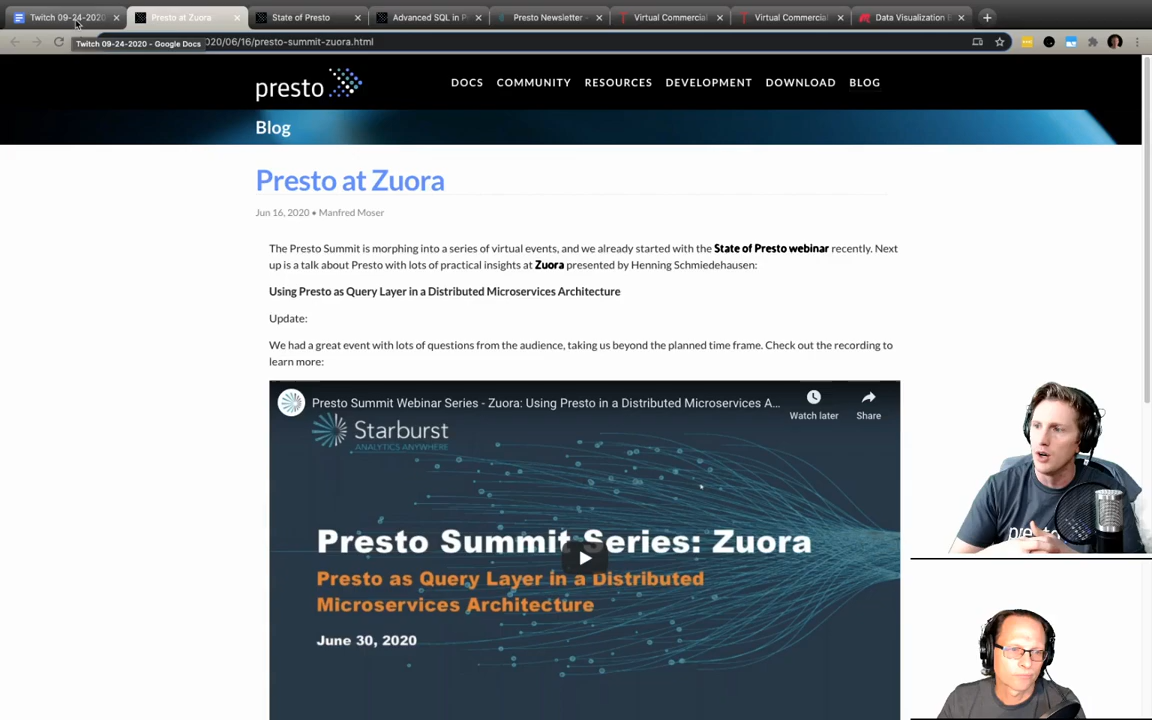 Twitch 09-24-2020
Presto at Zuora
State of Presto
Advanced SQL in P
Presto Newsletter -
Virtual Commercial
Virtual Commercial
Data Visualization
Twitch 09-24-2020 - Google Docs
020/06/16/presto-summit-zuora.html
presto
DOCS
COMMUNITY
RESOURCES
DEVELOPMENT
DOWNLOAD
BLOG
Blog
Presto at Zuora
Jun 16, 2020 • Manfred Moser
The Presto Summit is morphing into a series of virtual events, and we already started with the State of Presto webinar recently. Next
up is a talk about Presto with lots of practical insights at Zuora presented by Henning Schmiedehausen:
Using Presto as Query Layer in a Distributed Microservices Architecture
Update:
We had a great event with lots of questions from the audience, taking us beyond the planned time frame. Check out the recording to
learn more:
Presto Summit Webinar Series - Zuora: Using Presto in a Distributed Microservices A...
Watch later
Share
Starburst
ANALYTICS ANYWHERE
Presto Summit Series: Zuora
Presto as Query Layer in a Distributed
Microservices Architecture
June 30, 2020